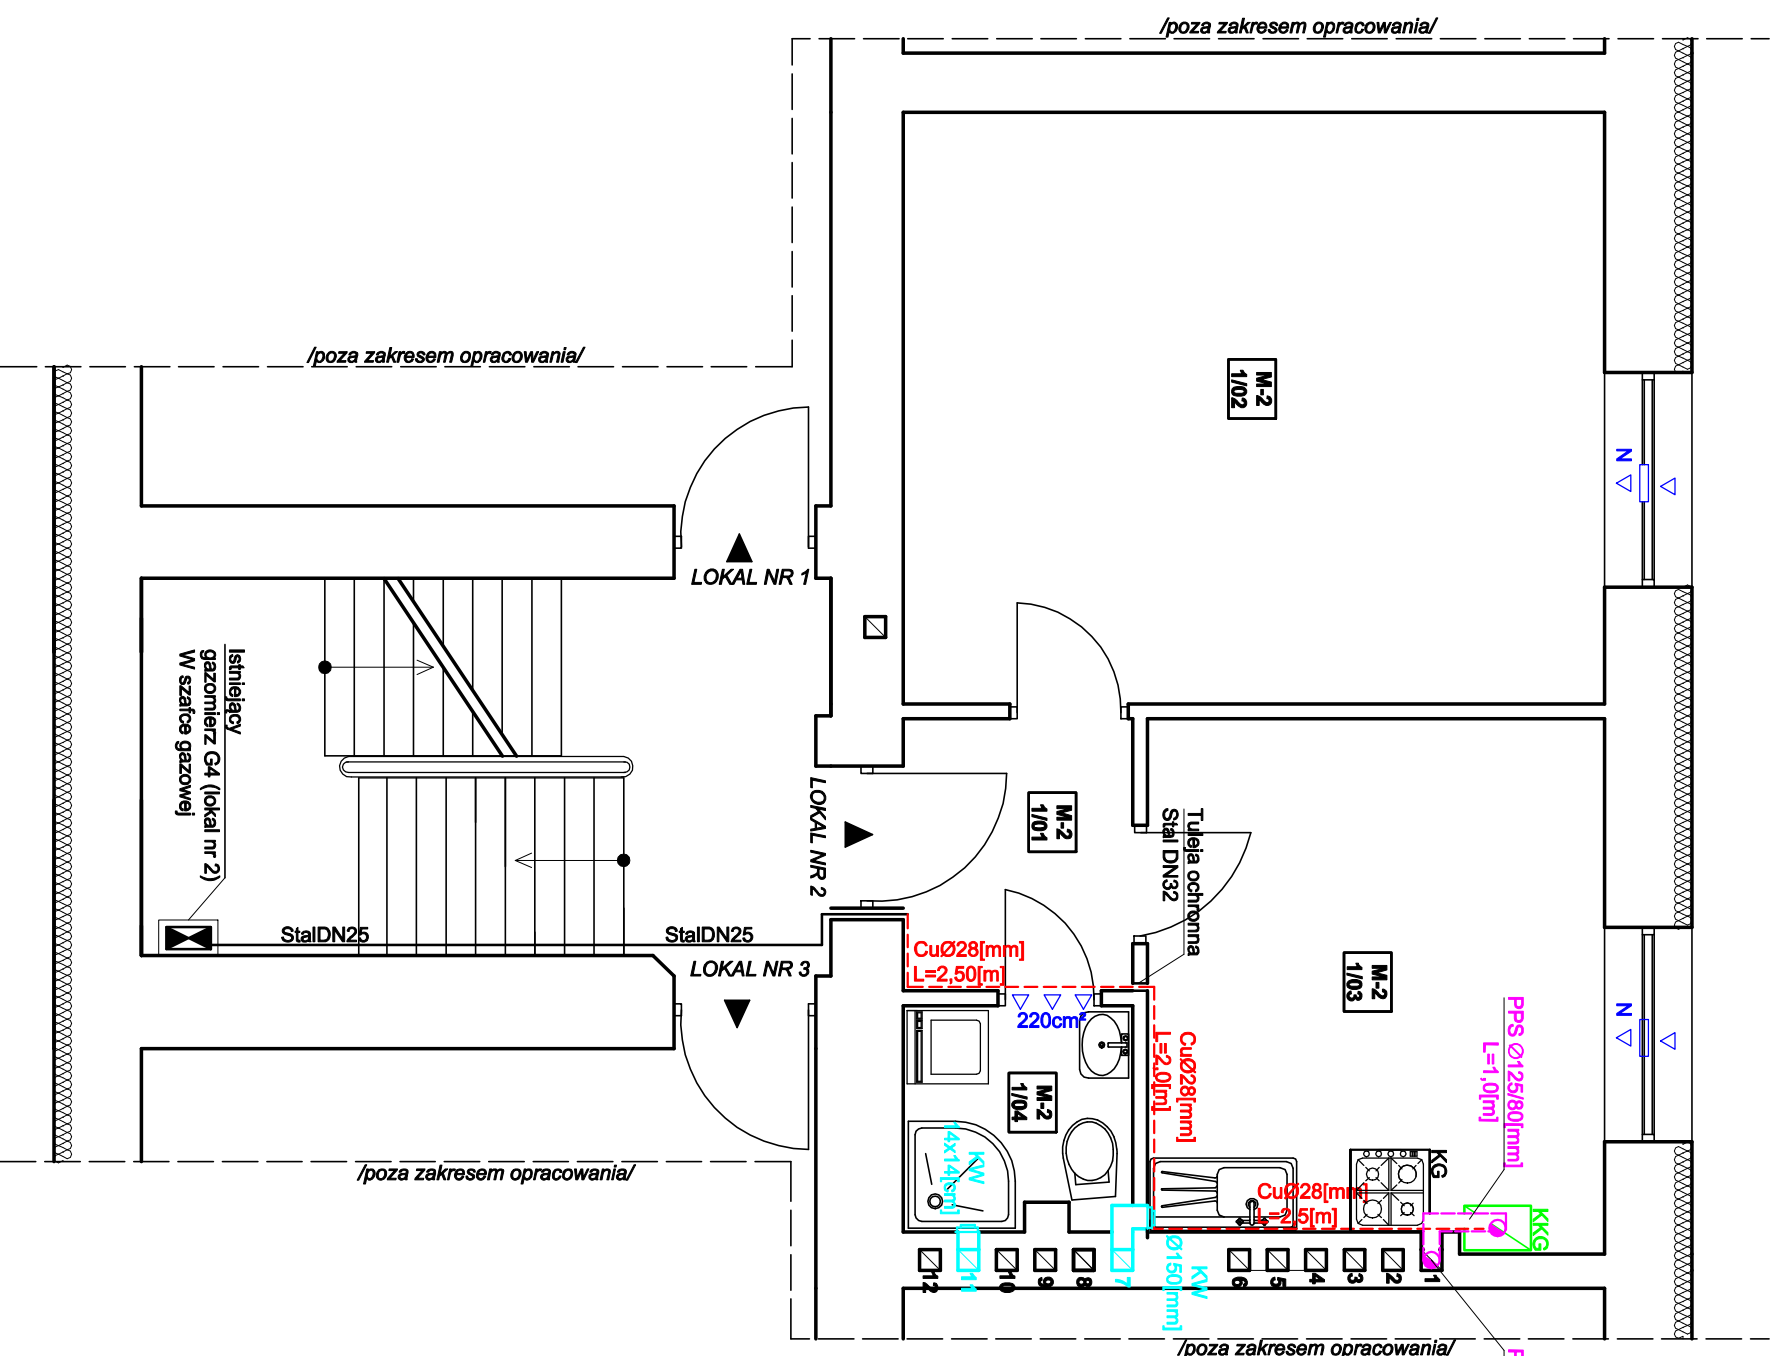 /poza zakresem opracowania/
/poza zakresem opracowania/
M-2
1/02
N
LOKAL NR 1
Istniejący
gazomierz G4 (lokal nr 2)
W szafce gazowej
LOKAL NR 2
M-2
1/01
Tuleja ochronna
Stal DN32
StalDN25
StalDN25
LOKAL NR 3
CuØ28[mm]
L=2,50[m]
M-2
1/03
N
PPS Ø125/80[mm]
L=1,0[m]
220cm²
CuØ28[mm]
L=2,0[m]
M-2
1/04
KW
14x14[cm]
KG
CuØ28[mm]
L=2,5[m]
KKG
/poza zakresem opracowania/
12
11
10
9
8
7
6
5
4
3
2
1
KW
Ø150[mm]
/poza zakresem opracowania/